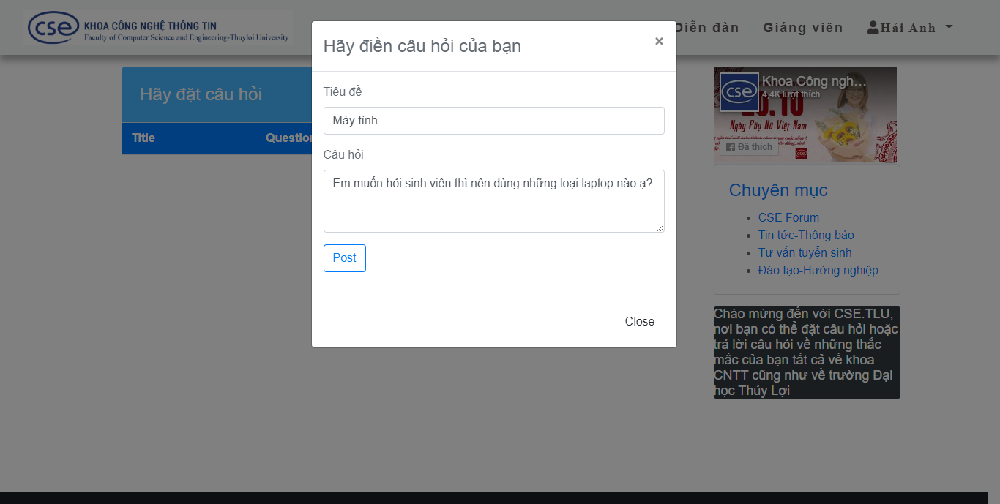 cse
KHOA CÔNG NGHỆ THÔNG TIN
Faculty of Computer Science and Engineering-Thuyloi University
Diễn đàn
Giảng viên
Hải Anh
Hãy điền câu hỏi của bạn
×
Tiêu đề
Máy tính
Câu hỏi
Em muốn hỏi sinh viên thì nên dùng những loại laptop nào ạ?
Post
Close
Hãy đặt câu hỏi
Title
Question
cse
Khoa Công ngh...
4,4K lượt thích
20.10
Ngày Phụ Nữ Việt Nam
Đã thích
cse
Chuyên mục
CSE Forum
Tin tức-Thông báo
Tư vấn tuyển sinh
Đào tạo-Hướng nghiệp
Chào mừng đến với CSE.TLU,
nơi bạn có thể đặt câu hỏi hoặc
trả lời câu hỏi về những thắc
mắc của bạn tất cả về khoa
CNTT cũng như về trường Đại
học Thủy Lợi